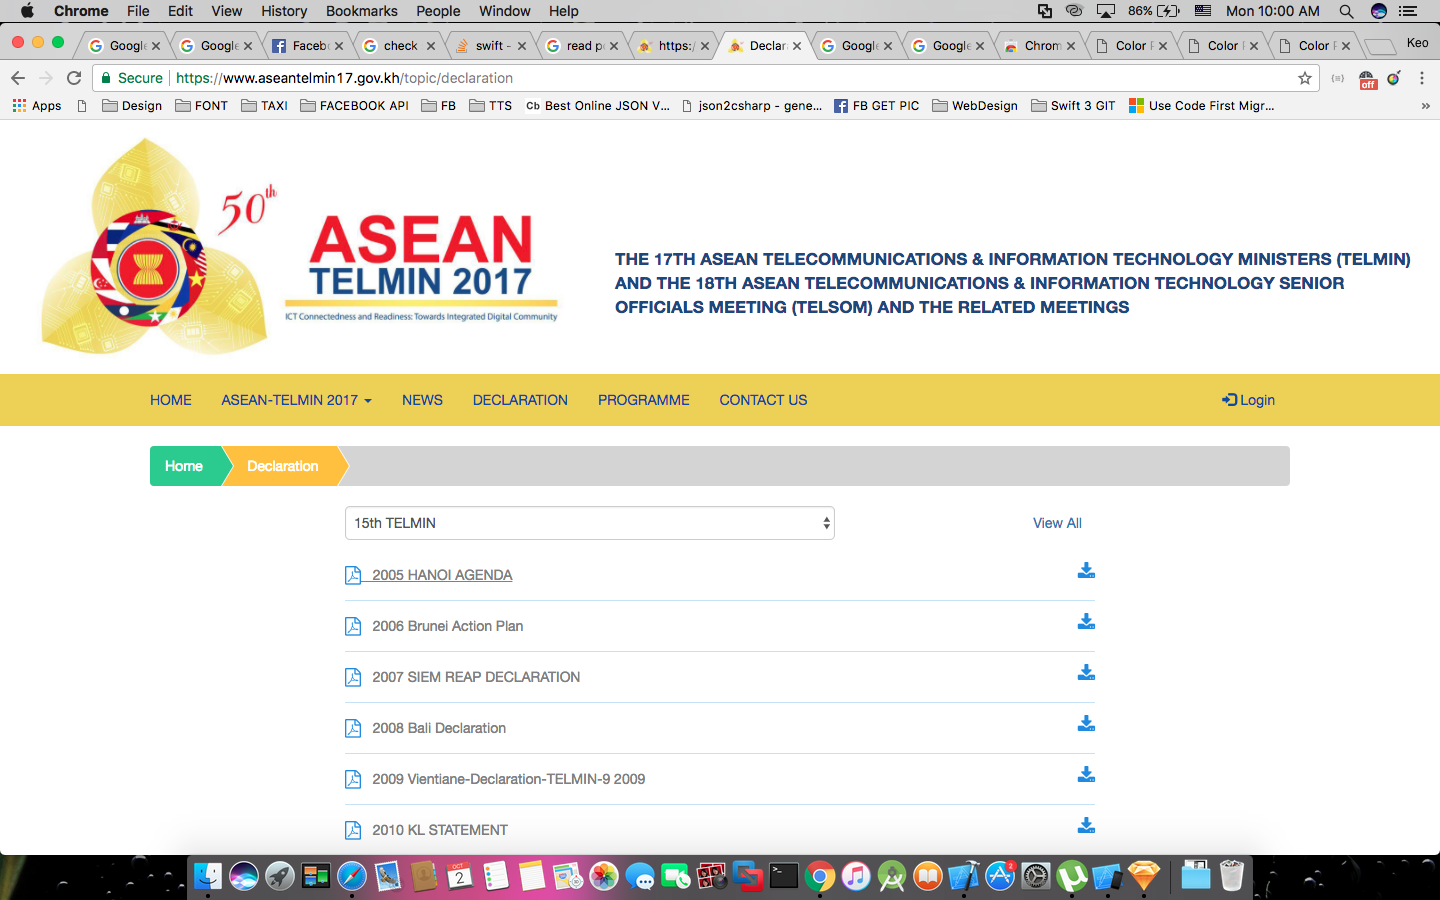 Chrome File Edit View History Bookmarks People Window Help 86% Mon 10:00 AM
Google Google Facebo check swift - read p https:/ Declar Google Google Chrom Color P Color P Color P Keo
Secure https://www.aseantelmin17.gov.kh/topic/declaration off
Apps Design FONT TAXI FACEBOOK API FB TTS Cb Best Online JSON V... json2csharp - gene... FB GET PIC WebDesign Swift 3 GIT Use Code First Migr... »
50th
ASEAN
TELMIN 2017
ICT Connectedness and Readiness: Towards Integrated Digital Community
THE 17TH ASEAN TELECOMMUNICATIONS & INFORMATION TECHNOLOGY MINISTERS (TELMIN)
AND THE 18TH ASEAN TELECOMMUNICATIONS & INFORMATION TECHNOLOGY SENIOR
OFFICIALS MEETING (TELSOM) AND THE RELATED MEETINGS
HOME ASEAN-TELMIN 2017 NEWS DECLARATION PROGRAMME CONTACT US Login
Home Declaration
15th TELMIN View All
2005 HANOI AGENDA
2006 Brunei Action Plan
2007 SIEM REAP DECLARATION
2008 Bali Declaration
2009 Vientiane-Declaration-TELMIN-9 2009
2010 KL STATEMENT
OCT
2
2